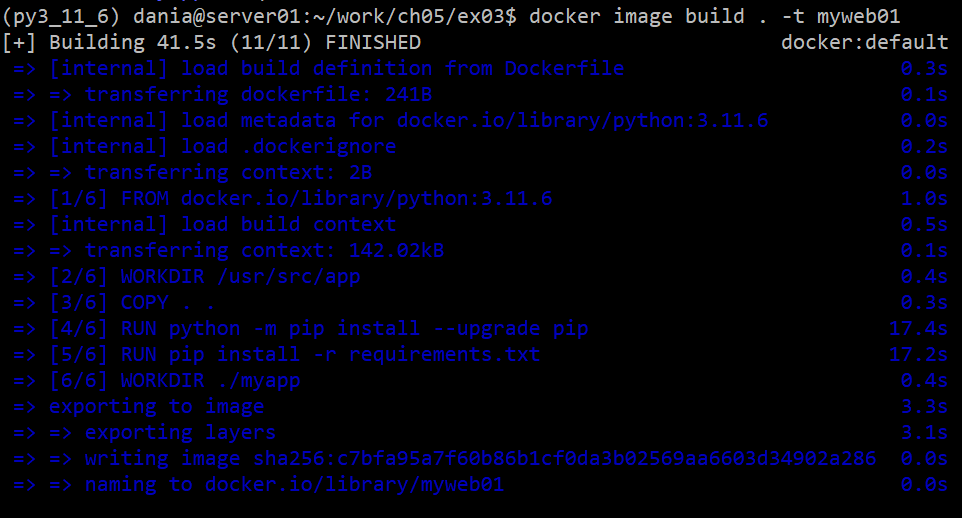 (py3_11_6) dania@server01:~/work/ch05/ex03$ docker image build . -t myweb01
[+] Building 41.5s (11/11) FINISHED docker:default
=> [internal] load build definition from Dockerfile 0.3s
=> => transferring dockerfile: 241B 0.1s
=> [internal] load metadata for docker.io/library/python:3.11.6 0.0s
=> [internal] load .dockerignore 0.2s
=> => transferring context: 2B 0.0s
=> [1/6] FROM docker.io/library/python:3.11.6 1.0s
=> [internal] load build context 0.5s
=> => transferring context: 142.02kB 0.1s
=> [2/6] WORKDIR /usr/src/app 0.4s
=> [3/6] COPY . . 0.3s
=> [4/6] RUN python -m pip install --upgrade pip 17.4s
=> [5/6] RUN pip install -r requirements.txt 17.2s
=> [6/6] WORKDIR ./myapp 0.4s
=> exporting to image 3.3s
=> => exporting layers 3.1s
=> => writing image sha256:c7bfa95a7f60b86b1cf0da3b02569aa6603d34902a286 0.0s
=> => naming to docker.io/library/myweb01 0.0s